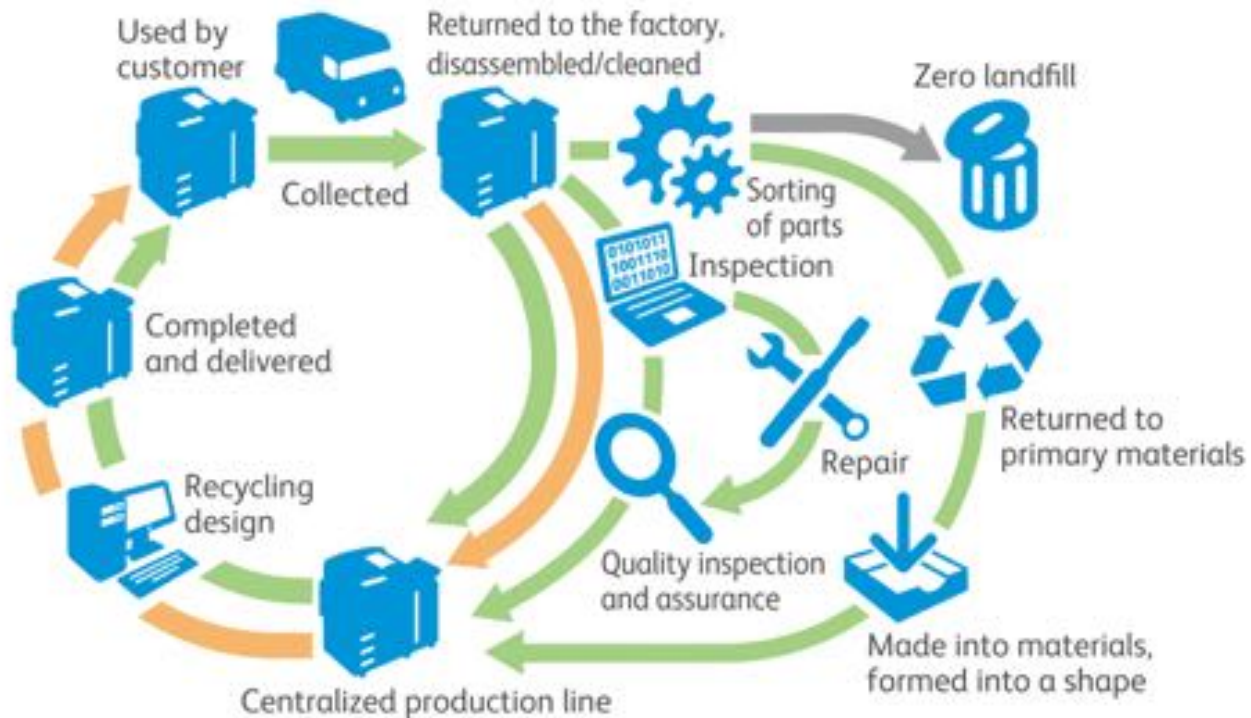 Used by
customer
Returned to the factory,
disassembled/cleaned
Zero landfill
Collected
Sorting
of parts
0101011
1001110
0011010
Inspection
Completed
and delivered
Returned to
primary materials
Repair
Recycling
design
Quality inspection
and assurance
Made into materials,
formed into a shape
Centralized production line